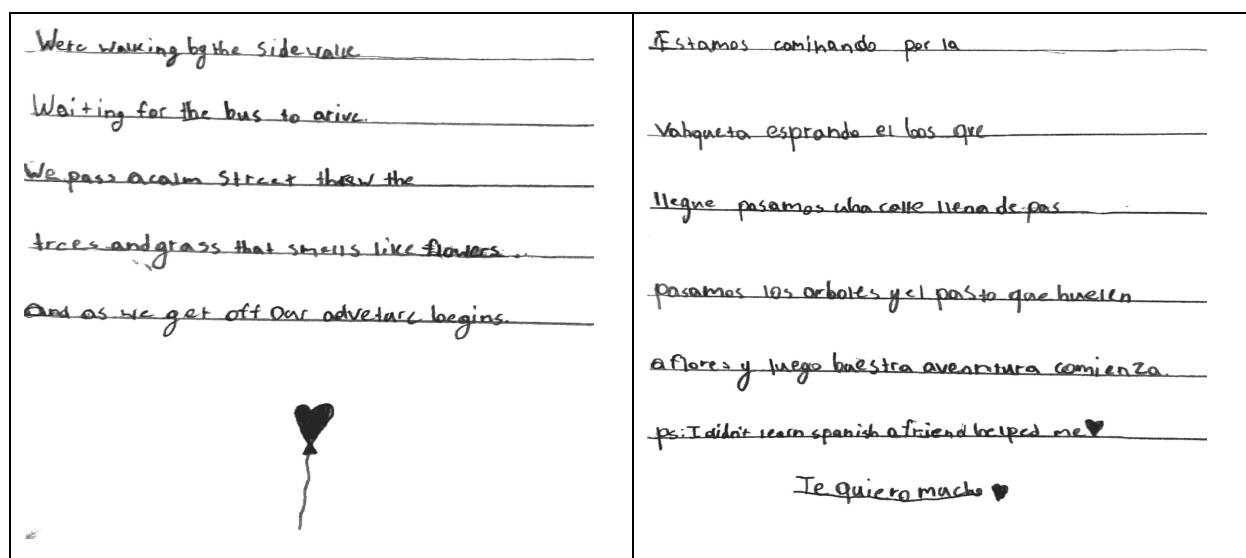 Were walking by the sidewalk
Waiting for the bus to arive.
We pass a calm street threw the
trees and grass that smells like flowers.
And as we get off our adveture begins.
Estamos caminando por la
vanqueta esprando el bos que
llegue pasamos una calle llena de pas
pasamos los arboles y el pasto que huelen
a flores y luego buestra avenntura comienza.
ps: I didn't learn spanish a friend helped me♥
Te quiero mucho ♥